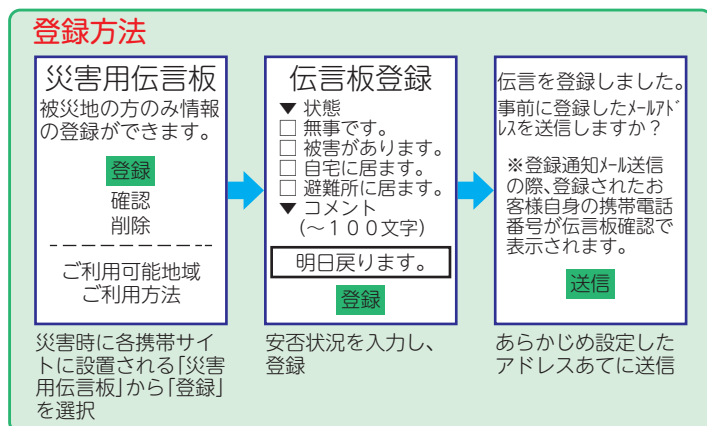 登録方法
災害用伝言板
被災地の方のみ情報
の登録ができます。
登録
確認
削除
ご利用可能地域
ご利用方法
災害時に各携帯サイ
トに設置される「災害
用伝言板」から「登録」
を選択
伝言板登録
▼ 状態
□ 無事です。
□ 被害があります。
□ 自宅に居ます。
□ 避難所に居ます。
▼ コメント
(～１００文字)
明日戻ります。
登録
安否状況を入力し、
登録
伝言を登録しました。
事前に登録したﾒｰﾙｱﾄﾞ
ﾚｽを送信しますか？
※登録通知ﾒｰﾙ送信
の際、登録されたお
客様自身の携帯電話
番号が伝言板確認で
表示されます。
送信
あらかじめ設定した
アドレスあてに送信